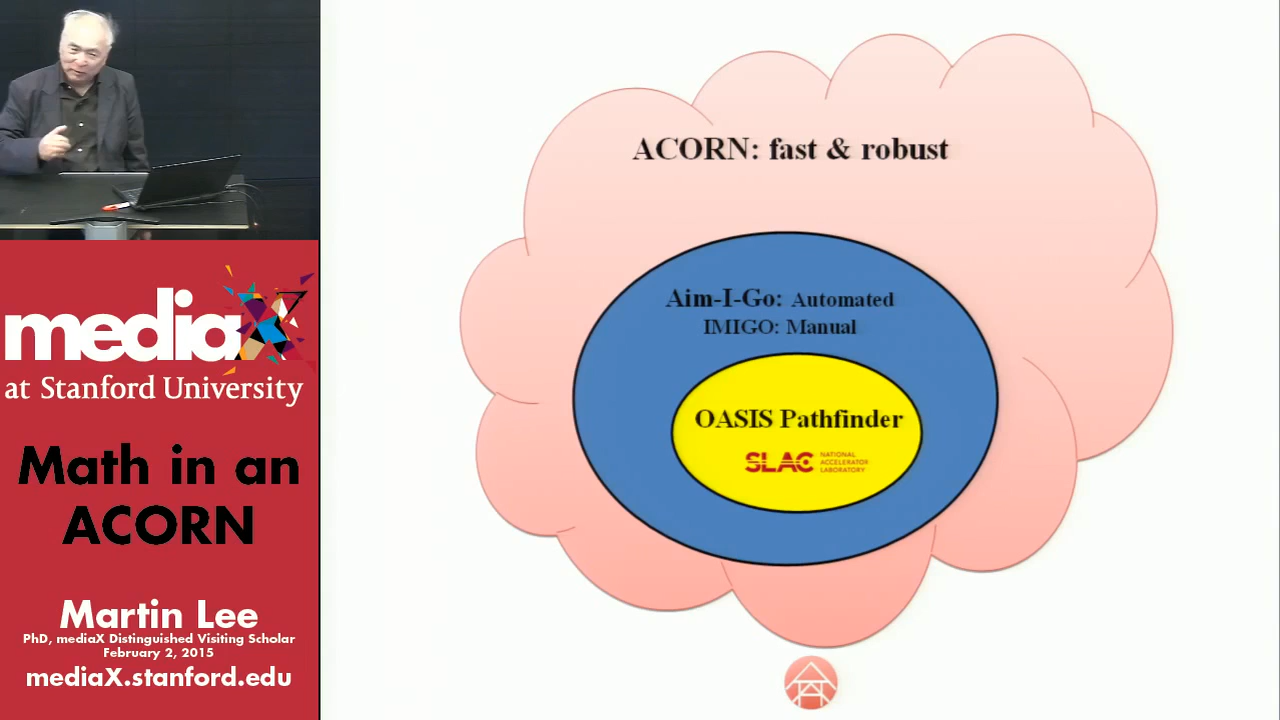 mediaX
at Stanford University
Math in an
ACORN
Martin Lee
PhD, mediaX Distinguished Visiting Scholar
February 2, 2015
mediaX.stanford.edu
ACORN: fast & robust
Aim-I-Go: Automated
IMIGO: Manual
OASIS Pathfinder
SLAC NATIONAL
ACCELERATOR
LABORATORY